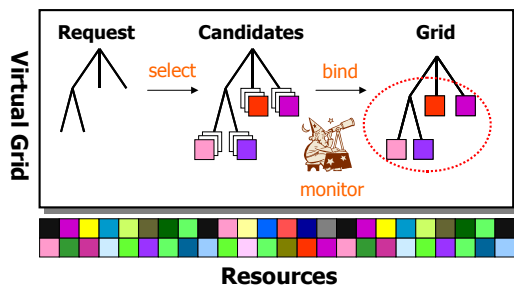 Request
Candidates
Grid
select
bind
monitor
Virtual Grid
Resources